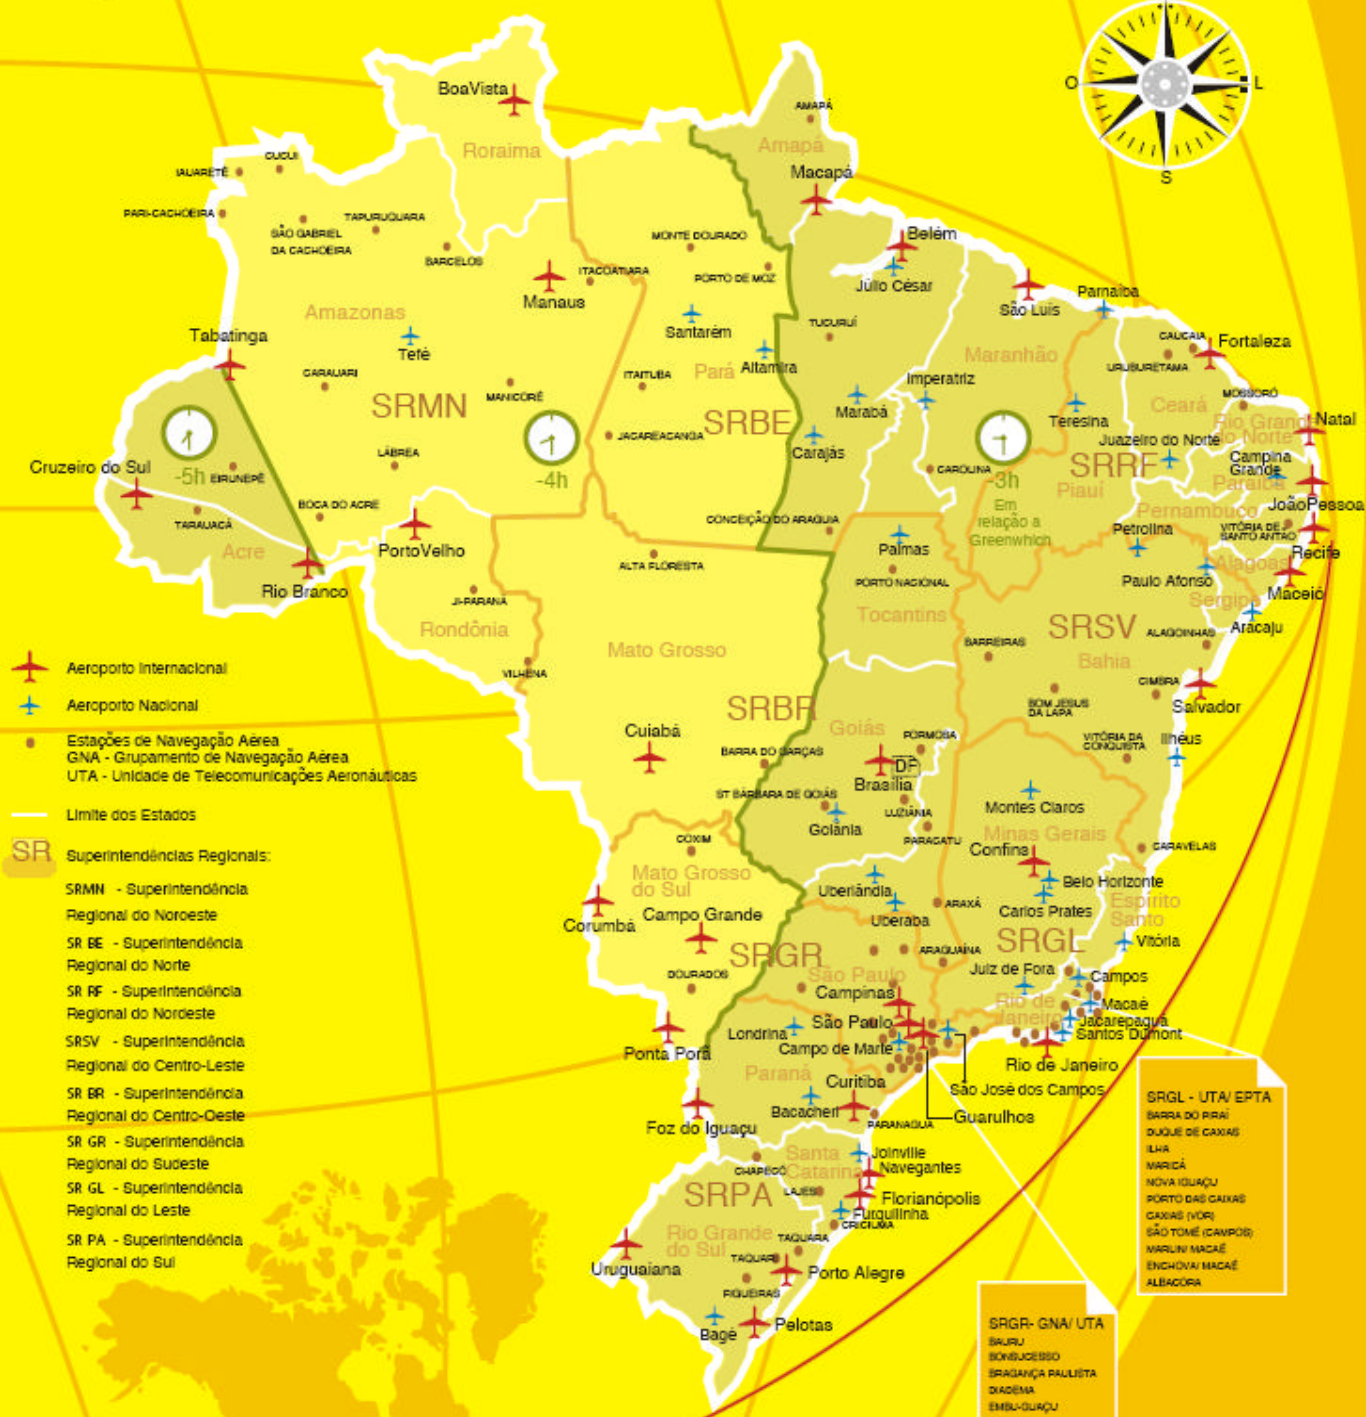 BoaVista
Roraima
AMAPÁ
Amapá
Macapá
O
L
S
CUCUI
IAUARETÊ
PARI-CACHOEIRA
SÃO GABRIEL
DA CACHOEIRA
TAPURUQUARA
BARCELOS
Manaus
ITACOATIARA
MONTE DOURADO
PORTO DE MOZ
Belém
Júlio César
São Luís
Parnaíba
Amazonas
Tabatinga
Tefé
Santarém
Altamira
TUCURUÍ
Maranhão
CAUCAIA
Fortaleza
URUBURETAMA
CARAUARI
MANICORÉ
ITAITUBA
Pará
Marabá
Imperatriz
Teresina
Ceará
MOSSORÓ
Rio Grande
do Norte
Natal
SRMN
SRBE
JACAREACANGA
Carajás
CAROLINA
SRRF
Juazeiro do Norte
Campina
Grande
Paraíba
JoãoPessoa
Cruzeiro do Sul
-5h
EIRUNEPÉ
LÁBREA
-4h
-3h
Em
relação a
Greenwhich
Piauí
Pernambuco
TARAUACÁ
BOCA DO ACRE
CONCEIÇÃO DO ARAGUIA
Petrolina
VITÓRIA DE
SANTO ANTÃO
Recife
Acre
Rio Branco
PortoVelho
ALTA FLORESTA
Palmas
PORTO NACIONAL
Paulo Afonso
Alagoas
Maceió
JI-PARANÁ
Rondônia
Tocantins
Sergipe
Aracaju
VILHENA
Mato Grosso
BARREIRAS
SRSV
ALAGOINHAS
Bahia
CIMBRA
Salvador
BOM JESUS
DA LAPA
SRBR
Cuiabá
BARRA DO GARÇAS
Goiás
FORMOSA
DF
Brasília
VITÓRIA DA
CONQUISTA
Ilhéus
ST BÁRBARA DE GOIÁS
Goiânia
LUZIÂNIA
PARACATU
Montes Claros
Minas Gerais
Confins
CARAVELAS
COXIM
Mato Grosso
do Sul
Campo Grande
Corumbá
DOURADOS
Uberlândia
Uberaba
ARAXÁ
Belo Horizonte
Carlos Prates
Espírito
Santo
Vitória
SRGR
ARAQUAÍNA
SRGL
Juiz de Fora
Campos
São Paulo
Campinas
Rio de
Janeiro
Macaé
Jacarepaguá
Santos Dumont
Ponta Porã
Londrina
São Paulo
Campo de Marte
Rio de Janeiro
Paraná
Curitiba
Bacacheri
São José dos Campos
Guarulhos
Foz do Iguaçu
PARANAGUA
Santa
Catarina
Joinville
Navegantes
CHAPECÓ
LAJES
Florianópolis
Furquilinha
CRICIUMA
SRPA
Rio Grande
do Sul
TAQUARA
TAQUARI
Uruguaiana
Porto Alegre
FIGUEIRAS
Bagé
Pelotas
Aeroporto Internacional
Aeroporto Nacional
Estações de Navegação Aérea
GNA - Grupamento de Navegação Aérea
UTA - Unidade de Telecomunicações Aeronáuticas
Limite dos Estados
SR
Superintendências Regionais:
SRMN - Superintendência
Regional do Noroeste
SR BE - Superintendência
Regional do Norte
SR RF - Superintendência
Regional do Nordeste
SRSV - Superintendência
Regional do Centro-Leste
SR BR - Superintendência
Regional do Centro-Oeste
SR GR - Superintendência
Regional do Sudeste
SR GL - Superintendência
Regional do Leste
SR PA - Superintendência
Regional do Sul
SRGL - UTA/ EPTA
BARRA DO PIRAÍ
DUQUE DE CAXIAS
ILHA
MARICÁ
NOVA IGUAÇU
PORTO DAS CAIXAS
CAXIAS (VOR)
SÃO TOMÉ (CAMPOS)
MARLIN/ MACAÉ
ENCHOVA/ MACAÉ
ALBACORA
SRGR- GNA/ UTA
BAURU
BONSUCESSO
BRAGANÇA PAULISTA
DIADEMA
EMBU-GUAÇU